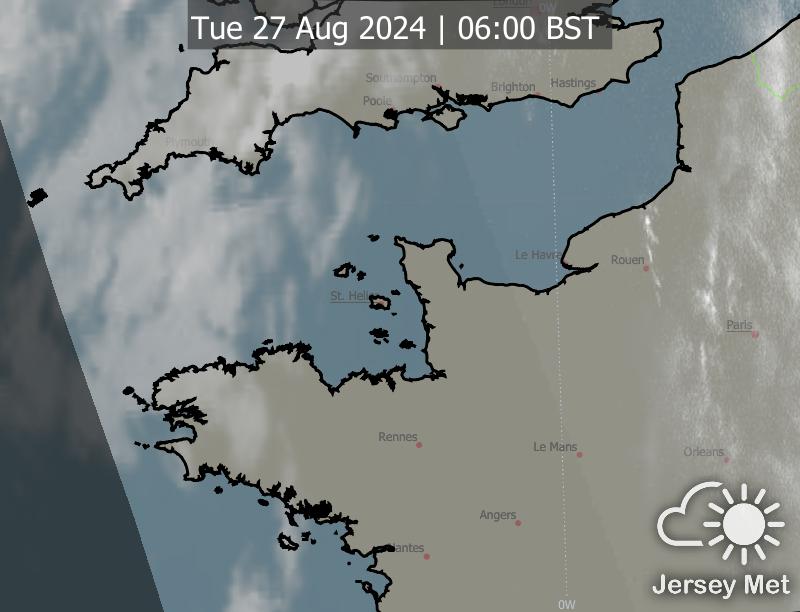 London
0W
Tue 27 Aug 2024 | 06:00 BST
Southampton
Brighton
Hastings
Poole
Plymouth
Le Havre
Rouen
St. Helier
Paris
Rennes
Le Mans
Orleans
Angers
Nantes
0W
Jersey Met